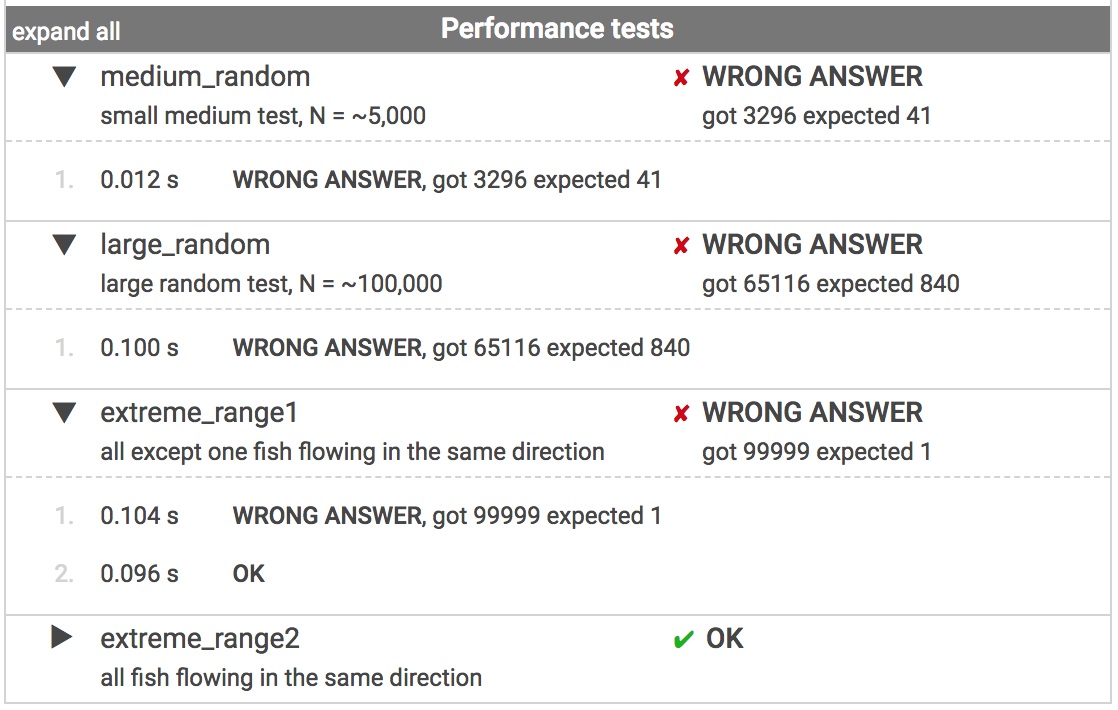 expand all Performance tests
medium_random ✘ WRONG ANSWER
small medium test, N = ~5,000 got 3296 expected 41
1. 0.012 s WRONG ANSWER, got 3296 expected 41
large_random ✘ WRONG ANSWER
large random test, N = ~100,000 got 65116 expected 840
1. 0.100 s WRONG ANSWER, got 65116 expected 840
extreme_range1 ✘ WRONG ANSWER
all except one fish flowing in the same direction got 99999 expected 1
1. 0.104 s WRONG ANSWER, got 99999 expected 1
2. 0.096 s OK
extreme_range2 ✔ OK
all fish flowing in the same direction